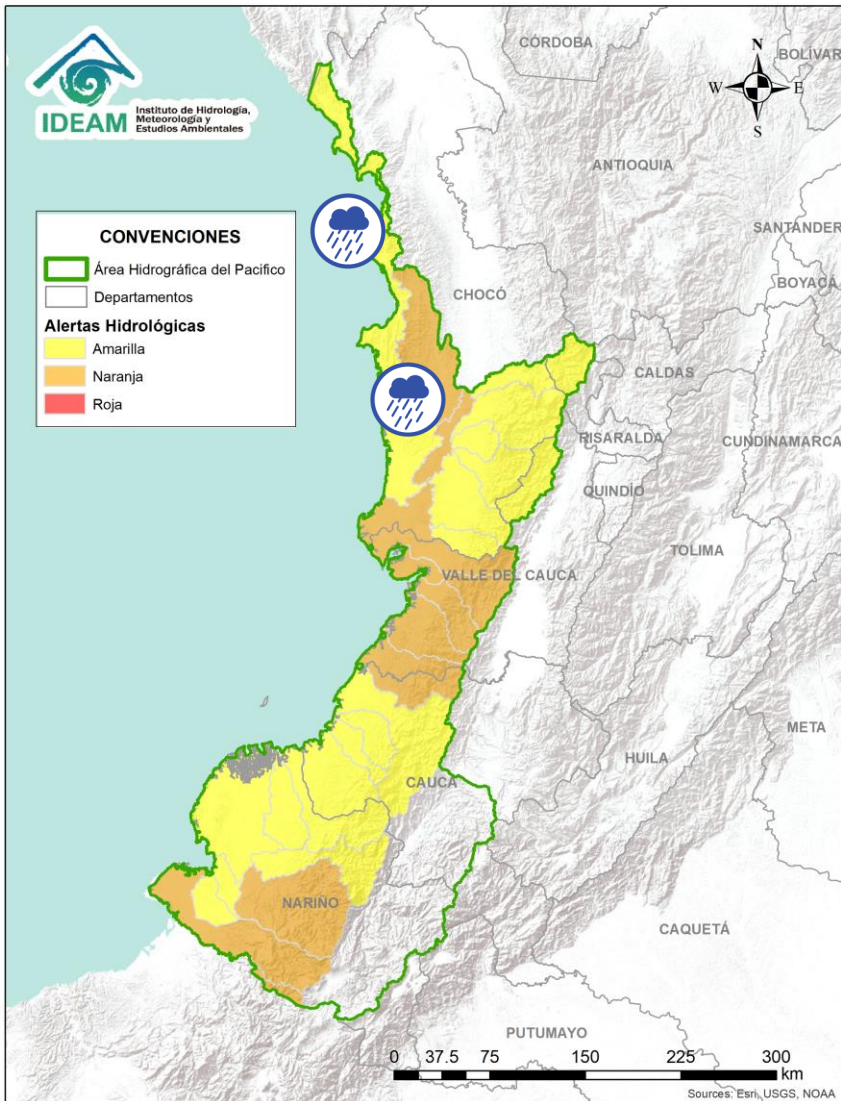 IDEAM
Instituto de Hidrología,
Meteorología y
Estudios Ambientales
N
W
E
S
CÓRDOBA
BOLÍVAR
ANTIOQUIA
SANTANDER
BOYACÁ
CHOCÓ
CALDAS
RISARALDA
CUNDINAMARCA
QUINDÍO
TOLIMA
VALLE DEL CAUCA
META
HUILA
CAUCA
NARIÑO
CAQUETÁ
PUTUMAYO
CONVENCIONES
Área Hidrográfica del Pacifico
Departamentos
Alertas Hidrológicas
Amarilla
Naranja
Roja
0 37.5 75 150 225 300
km
Sources: Esri, USGS, NOAA